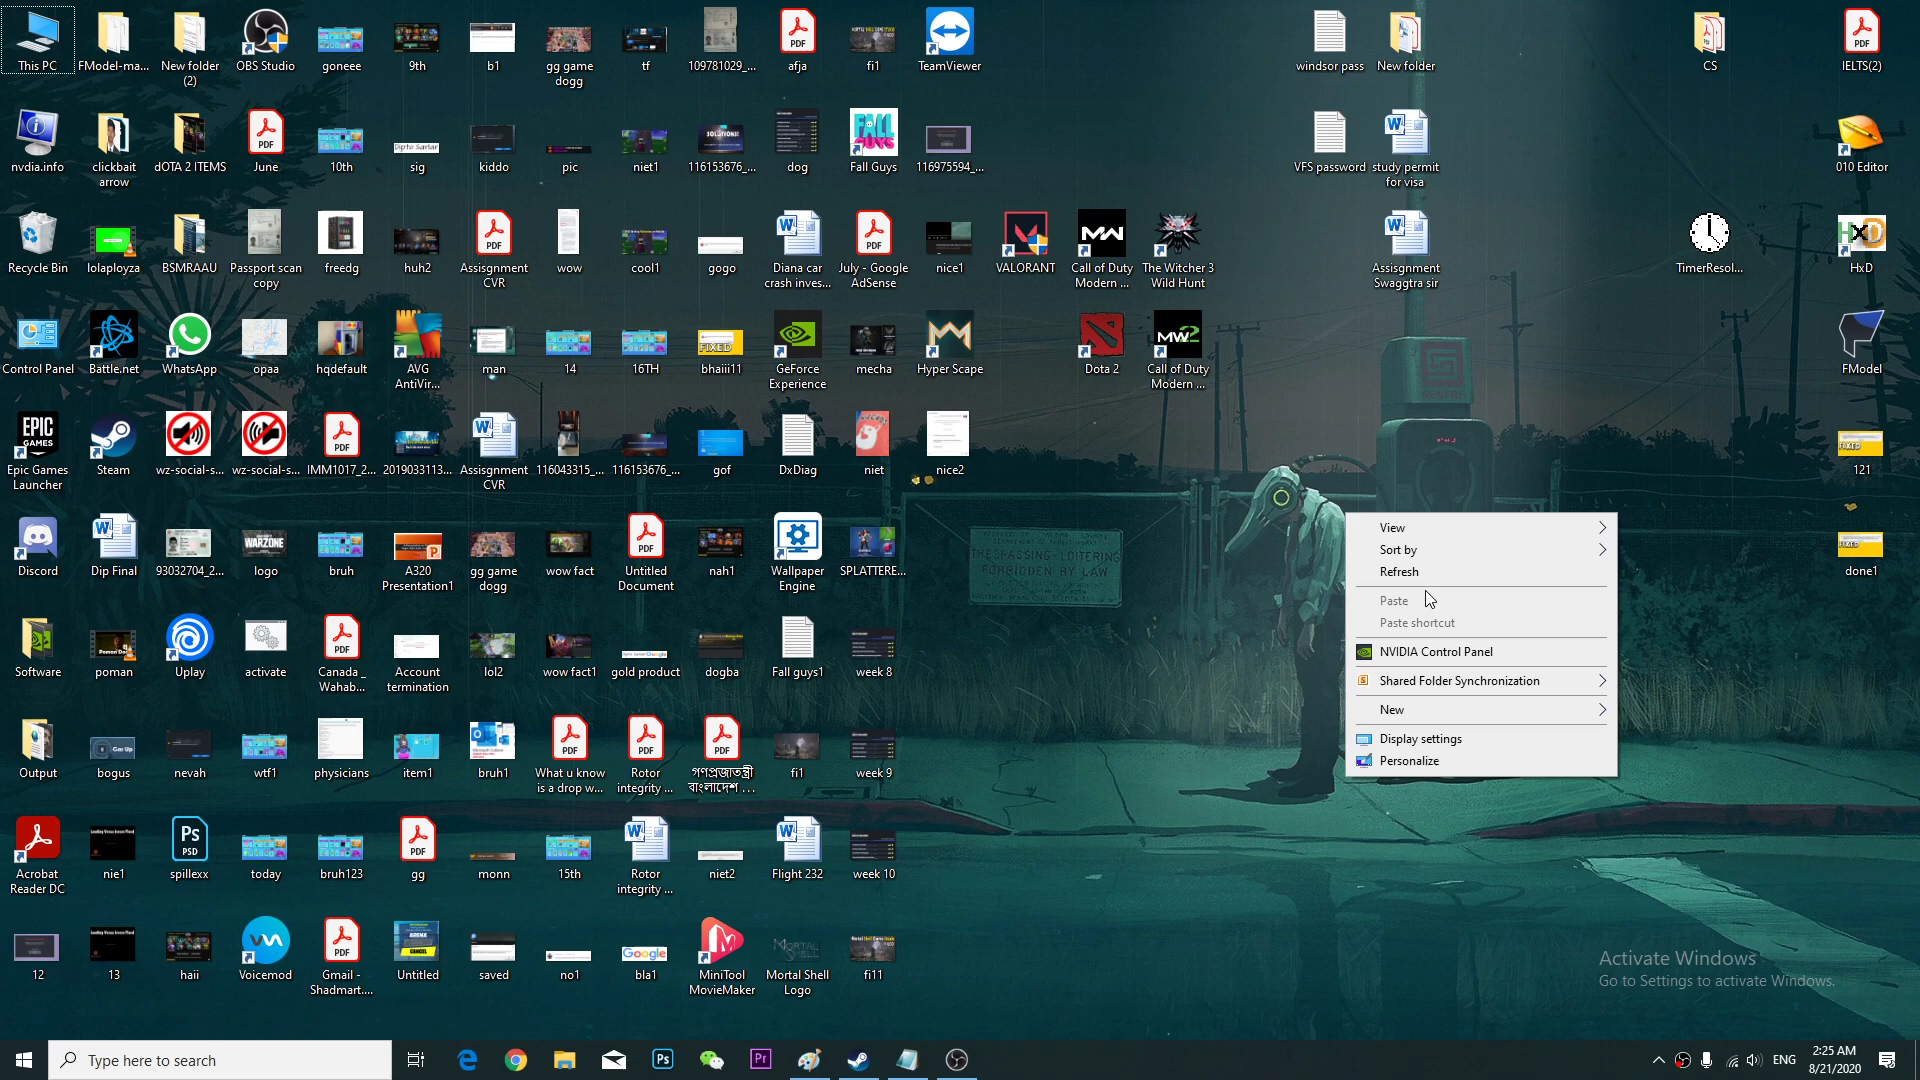 This PC
FModel-ma...
New folder
(2)
OBS Studio
goneee
9th
b1
gg game
dogg
tf
109781029_...
afja
fi1
TeamViewer
windsor pass
New folder
CS
IELTS(2)
nvdia.info
clickbait
arrow
dOTA 2 ITEMS
June
10th
sig
kiddo
pic
niet1
116153676_...
dog
Fall Guys
116975594_...
VFS password
study permit
for visa
010 Editor
Recycle Bin
lolaployza
BSMRAAU
Passport scan
copy
freedg
huh2
Assisgnment
CVR
wow
cool1
gogo
Diana car
crash inves...
July - Google
AdSense
nice1
VALORANT
Call of Duty
Modern ...
The Witcher 3
Wild Hunt
Assisgnment
Swaggtra sir
TimerResol...
HxD
Control Panel
Battle.net
WhatsApp
opaa
hqdefault
AVG
AntiVir...
man
14
16TH
bhaiii11
GeForce
Experience
mecha
Hyper Scape
Dota 2
Call of Duty
Modern ...
FModel
Epic Games
Launcher
Steam
wz-social-s...
wz-social-s...
IMM1017_2...
2019033113...
Assisgnment
CVR
116043315_...
116153676_...
gof
DxDiag
niet
nice2
121
Discord
Dip Final
93032704_2...
logo
bruh
A320
Presentation1
gg game
dogg
wow fact
Untitled
Document
nah1
Wallpaper
Engine
SPLATTERE...
done1
Software
poman
Uplay
activate
Canada _
Wahab...
Account
termination
lol2
wow fact1
gold product
dogba
Fall guys1
week 8
Output
bogus
nevah
wtf1
physicians
item1
bruh1
What u know
is a drop w...
Rotor
integrity ...
গণপ্রজাতন্ত্রী
বাংলাদেশ ...
fi1
week 9
Acrobat
Reader DC
nie1
spillexx
today
bruh123
gg
monn
15th
Rotor
integrity ...
niet2
Flight 232
week 10
12
13
haii
Voicemod
Gmail -
Shadmart....
Untitled
saved
no1
bla1
MiniTool
MovieMaker
Mortal Shell
Logo
fi11
TRESPASSING-LOITERING
FORBIDDEN BY LAW
View
Sort by
Refresh
Paste
Paste shortcut
NVIDIA Control Panel
Shared Folder Synchronization
New
Display settings
Personalize
Activate Windows
Go to Settings to activate Windows.
Type here to search
ENG
2:25 AM
8/21/2020